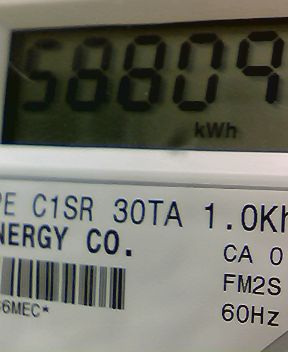 58809
kWh
PE C1SR 30TA 1.0Kh
NERGY CO.
CA 0
FM2S
60Hz
6MEC*